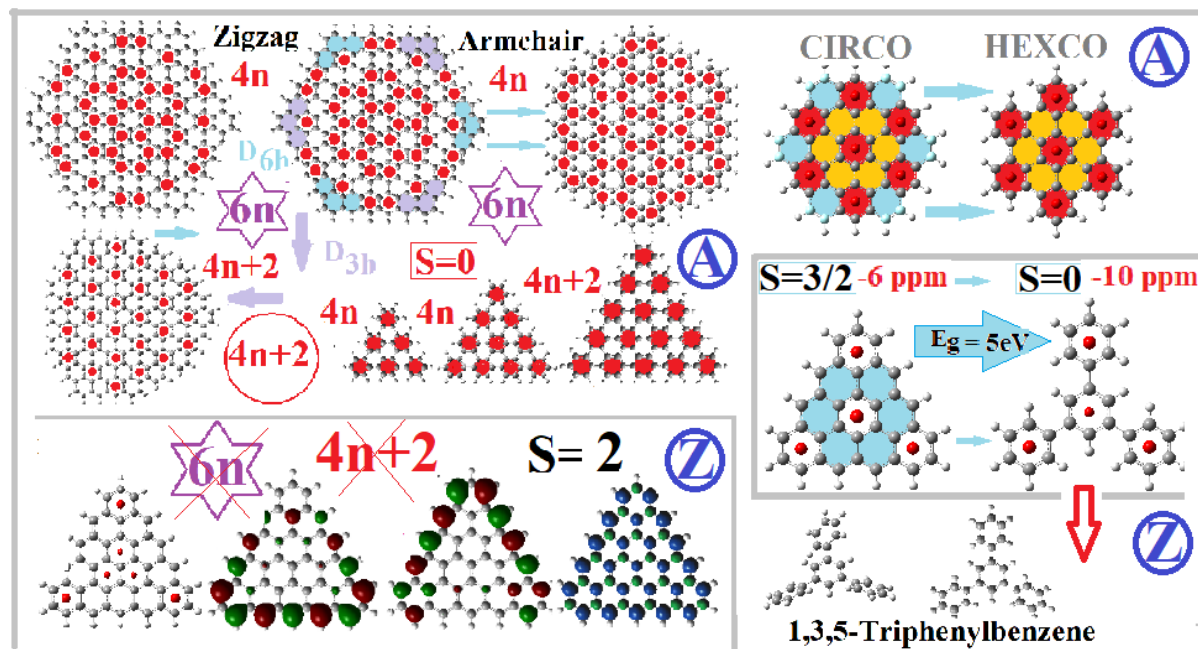 Zigzag
4n
Armchair
4n
D6h
6n
6n
4n+2
D3h
S=0
A
4n
4n
4n+2
4n+2
CIRCO
HEXCO
A
S=3/2 -6 ppm
S=0 -10 ppm
Eg = 5eV
6n
4n+2
S= 2
Z
Z
1,3,5-Triphenylbenzene